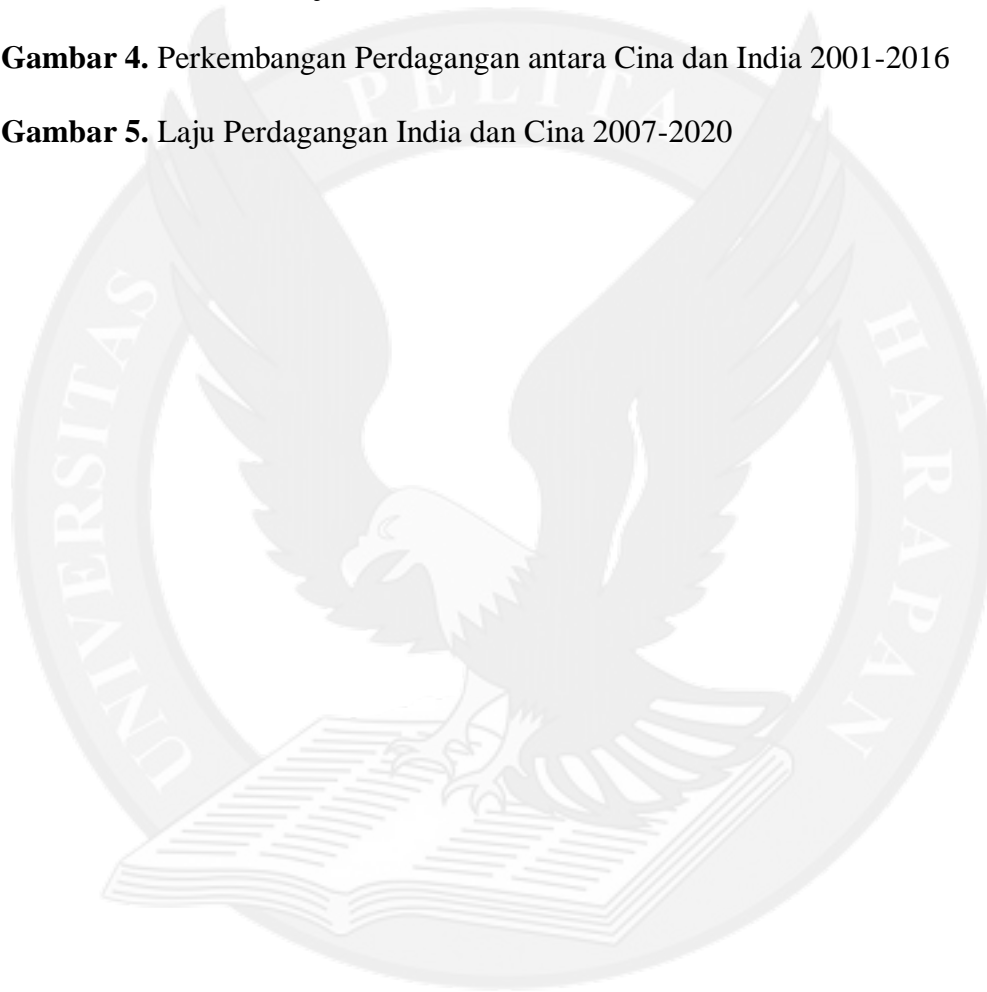 Gambar 4. Perkembangan Perdagangan antara Cina dan India 2001-2016
Gambar 5. Laju Perdagangan India dan Cina 2007-2020
UNIVERSITAS PELITA HARAPAN